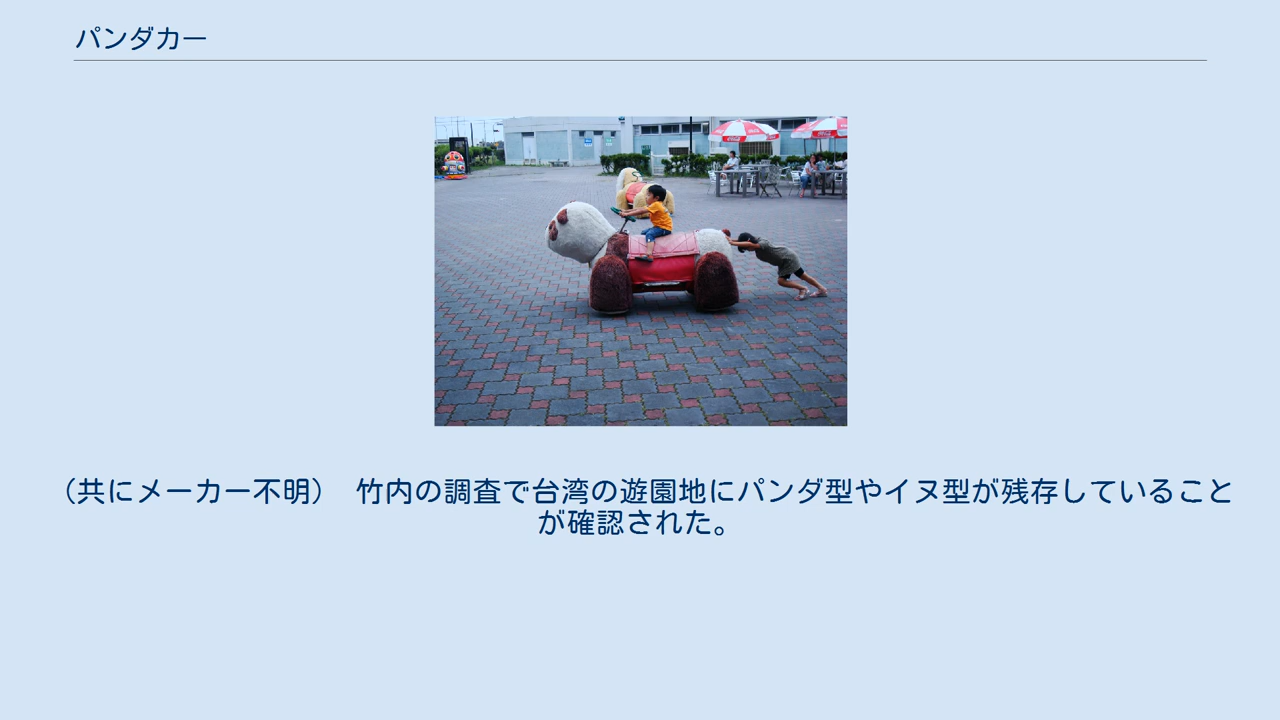 パンダカー
（共にメーカー不明）　竹内の調査で台湾の遊園地にパンダ型やイヌ型が残存していること
が確認された。